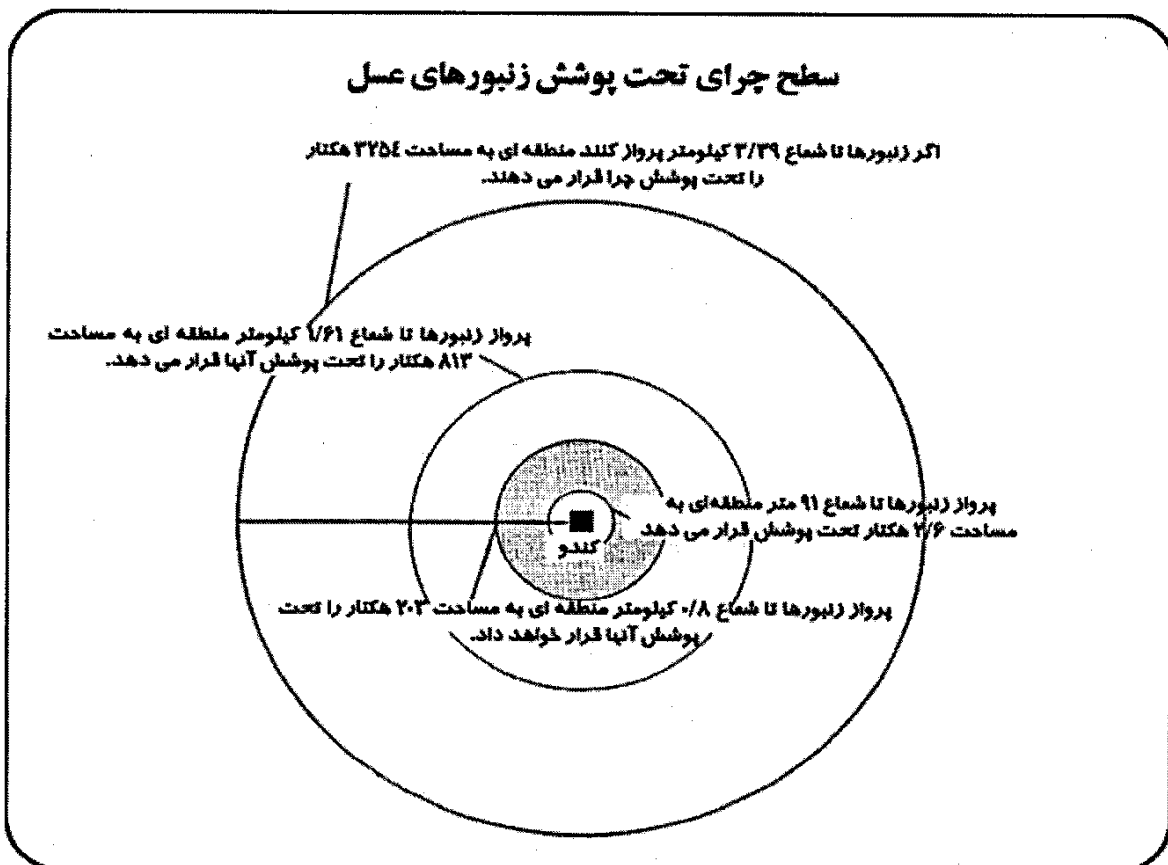 سطح چرای تحت پوشش زنبورهای عسل
اگر زنبورها تا شعاع ۳/۳۹ کیلومتر پرواز کنند منطقه ای به مساحت ۳۲۵۴ هکتار
را تحت پوشش چرا قرار می دهند.
پرواز زنبورها تا شعاع ۱/۶۱ کیلومتر منطقه ای به مساحت
۸۱۳ هکتار را تحت پوشش آنها قرار می دهد.
پرواز زنبورها تا شعاع ۹۱ متر منطقه‌ای به
مساحت ۲/۶ هکتار تحت پوشش قرار می دهد
کندو
پرواز زنبورها تا شعاع ۰/۸ کیلومتر منطقه ای به مساحت ۲۰۳ هکتار را تحت
پوشش آنها قرار خواهد داد.